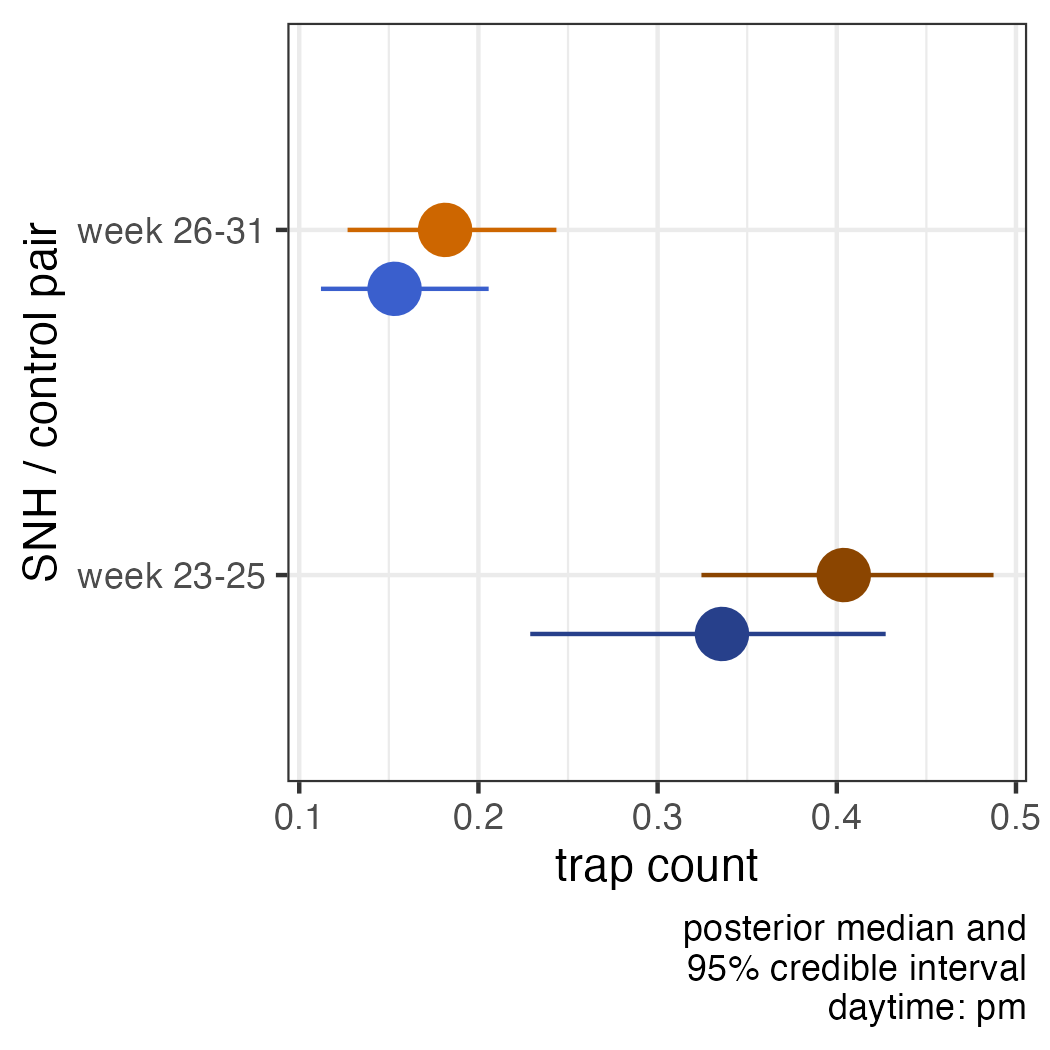 SNH / control pair
week 26-31
week 23-25
0.1 0.2 0.3 0.4 0.5
trap count
posterior median and
95% credible interval
daytime: pm